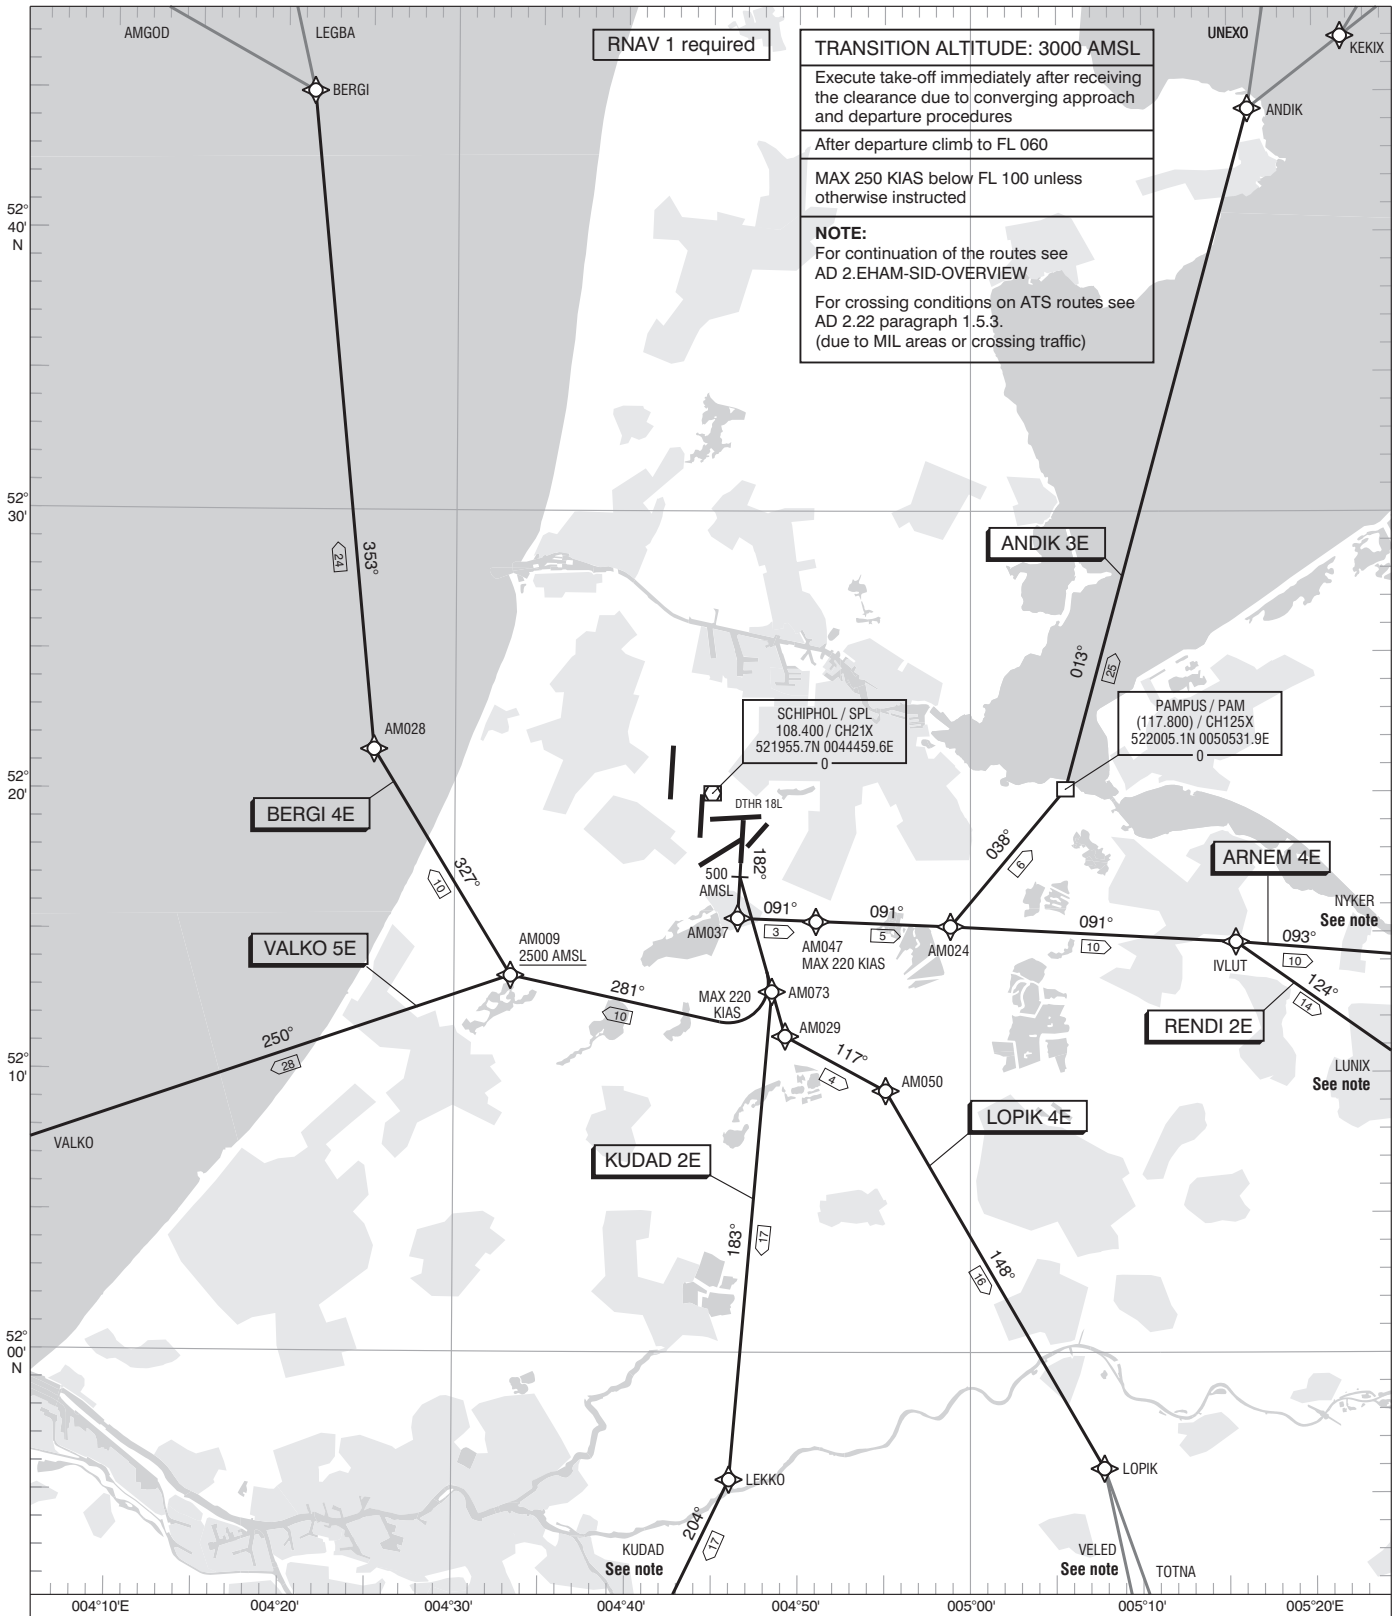 AMGOD
LEGBA
BERGI
RNAV 1 required
TRANSITION ALTITUDE: 3000 AMSL
Execute take-off immediately after receiving
the clearance due to converging approach
and departure procedures
After departure climb to FL 060
MAX 250 KIAS below FL 100 unless
otherwise instructed
NOTE:
For continuation of the routes see
AD 2.EHAM-SID-OVERVIEW
For crossing conditions on ATS routes see
AD 2.22 paragraph 1.5.3.
(due to MIL areas or crossing traffic)
UNEXO
KEKIX
ANDIK
52°
40'
N
52°
30'
353°
24
ANDIK 3E
013°
25
AM028
SCHIPHOL / SPL
108.400 / CH21X
521955.7N 0044459.6E
0
PAMPUS / PAM
(117.800) / CH125X
522005.1N 0050531.9E
0
52°
20'
BERGI 4E
DTHR 18L
182°
500
AMSL
038°
6
327°
10
ARNEM 4E
NYKER
See note
091°
3
091°
5
091°
10
093°
10
AM037
AM047
MAX 220 KIAS
AM024
IVLUT
124°
14
VALKO 5E
AM009
2500 AMSL
281°
10
MAX 220
KIAS
AM073
RENDI 2E
AM029
250°
28
52°
10'
117°
4
AM050
LUNIX
See note
LOPIK 4E
VALKO
KUDAD 2E
183°
17
148°
16
52°
00'
N
LEKKO
LOPIK
204°
17
KUDAD
See note
VELED
See note
TOTNA
004°10'E
004°20'
004°30'
004°40'
004°50'
005°00'
005°10'
005°20'E